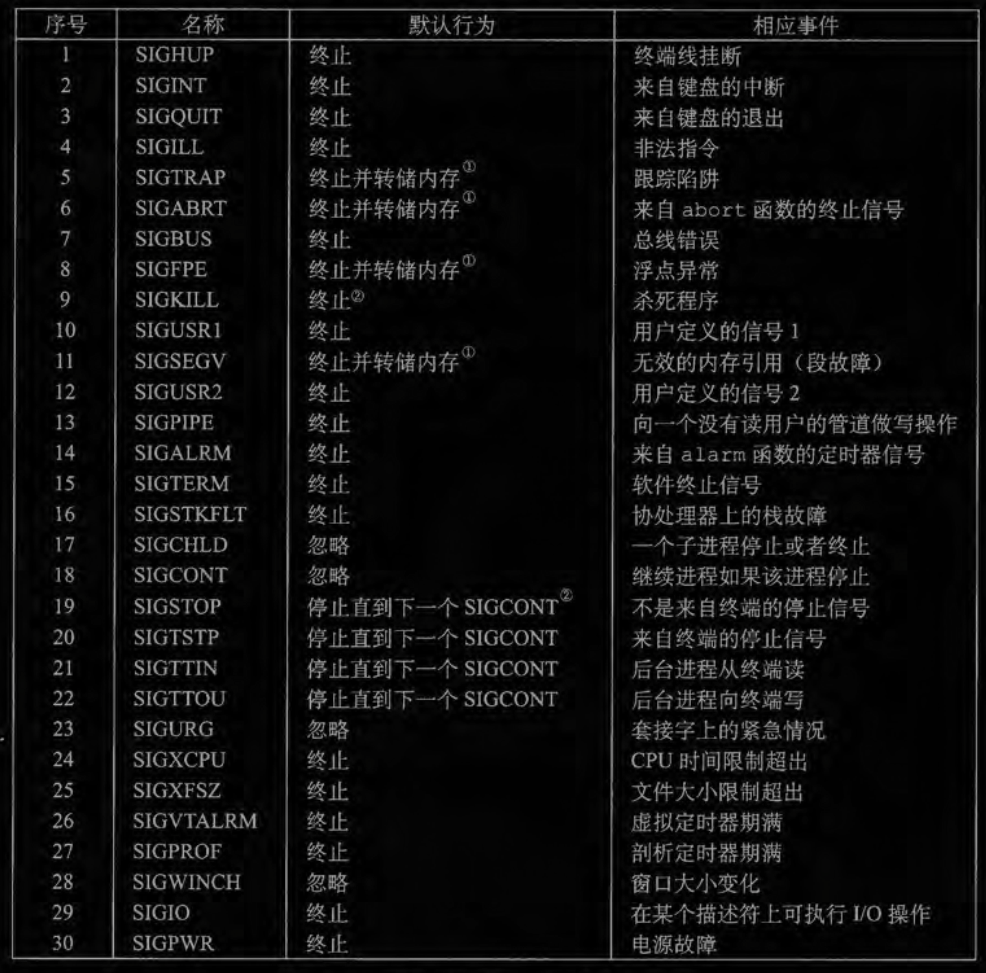 序号 名称 默认行为 相应事件
1 SIGHUP 终止 终端线挂断
2 SIGINT 终止 来自键盘的中断
3 SIGQUIT 终止 来自键盘的退出
4 SIGILL 终止 非法指令
5 SIGTRAP 终止并转储内存① 跟踪陷阱
6 SIGABRT 终止并转储内存① 来自 abort 函数的终止信号
7 SIGBUS 终止 总线错误
8 SIGFPE 终止并转储内存① 浮点异常
9 SIGKILL 终止② 杀死程序
10 SIGUSR1 终止 用户定义的信号 1
11 SIGSEGV 终止并转储内存① 无效的内存引用（段故障）
12 SIGUSR2 终止 用户定义的信号 2
13 SIGPIPE 终止 向一个没有读用户的管道做写操作
14 SIGALRM 终止 来自 alarm 函数的定时器信号
15 SIGTERM 终止 软件终止信号
16 SIGSTKFLT 终止 协处理器上的栈故障
17 SIGCHLD 忽略 一个子进程停止或者终止
18 SIGCONT 忽略 继续进程如果该进程停止
19 SIGSTOP 停止直到下一个 SIGCONT② 不是来自终端的停止信号
20 SIGTSTP 停止直到下一个 SIGCONT 来自终端的停止信号
21 SIGTTIN 停止直到下一个 SIGCONT 后台进程从终端读
22 SIGTTOU 停止直到下一个 SIGCONT 后台进程向终端写
23 SIGURG 忽略 套接字上的紧急情况
24 SIGXCPU 终止 CPU 时间限制超出
25 SIGXFSZ 终止 文件大小限制超出
26 SIGVTALRM 终止 虚拟定时器期满
27 SIGPROF 终止 剖析定时器期满
28 SIGWINCH 忽略 窗口大小变化
29 SIGIO 终止 在某个描述符上可执行 I/O 操作
30 SIGPWR 终止 电源故障